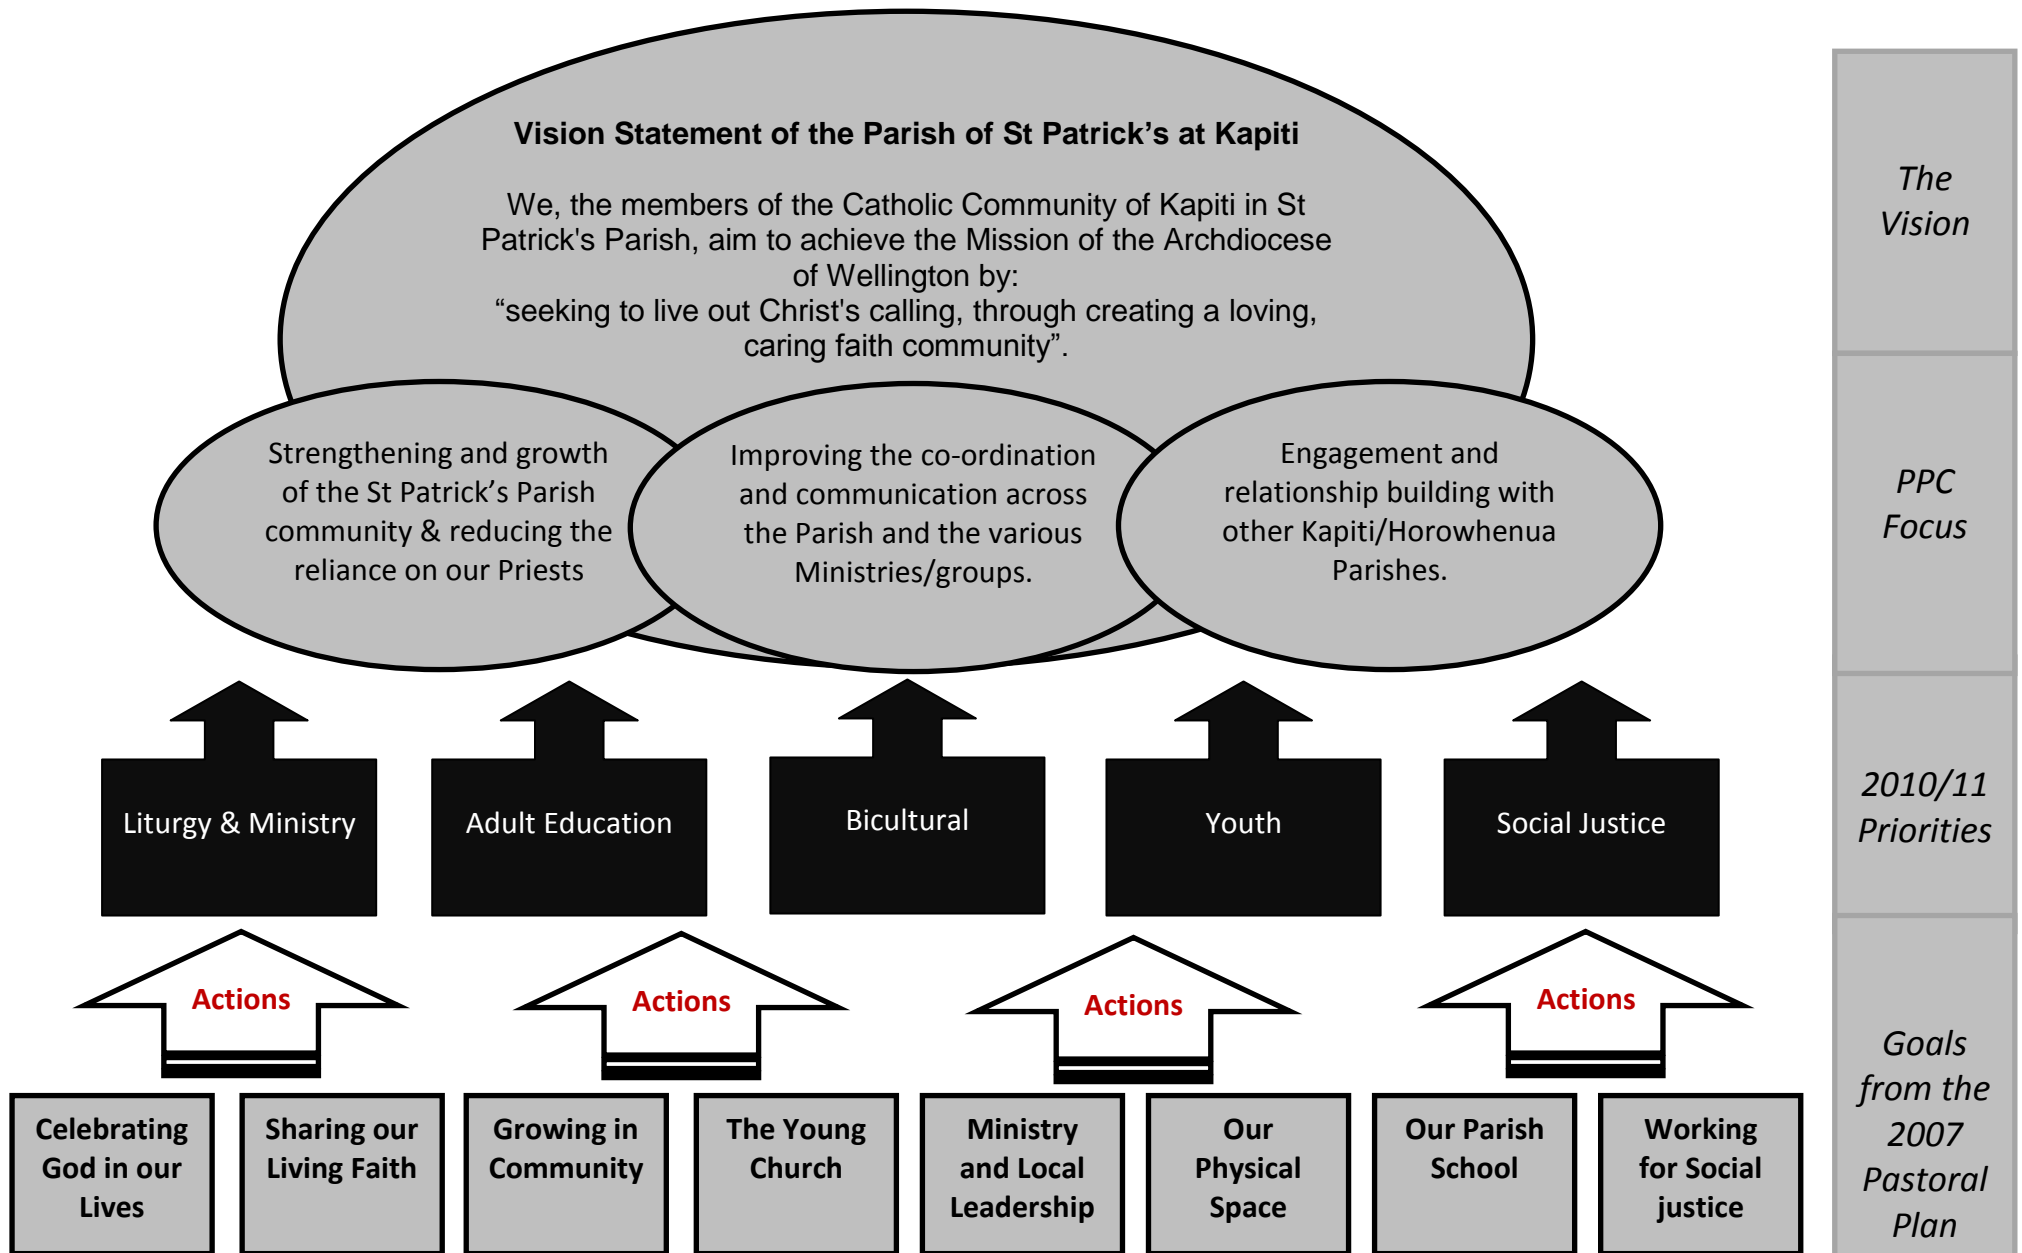 Vision Statement of the Parish of St Patrick’s at Kapiti
We, the members of the Catholic Community of Kapiti in St
Patrick's Parish, aim to achieve the Mission of the Archdiocese
of Wellington by:
“seeking to live out Christ's calling, through creating a loving,
caring faith community”.
The
Vision
Strengthening and growth
of the St Patrick’s Parish
community & reducing the
reliance on our Priests
Improving the co-ordination
and communication across
the Parish and the various
Ministries/groups.
Engagement and
relationship building with
other Kapiti/Horowhenua
Parishes.
PPC
Focus
Liturgy & Ministry
Adult Education
Bicultural
Youth
Social Justice
2010/11
Priorities
Actions
Actions
Actions
Actions
Celebrating
God in our
Lives
Sharing our
Living Faith
Growing in
Community
The Young
Church
Ministry
and Local
Leadership
Our
Physical
Space
Our Parish
School
Working
for Social
justice
Goals
from the
2007
Pastoral
Plan